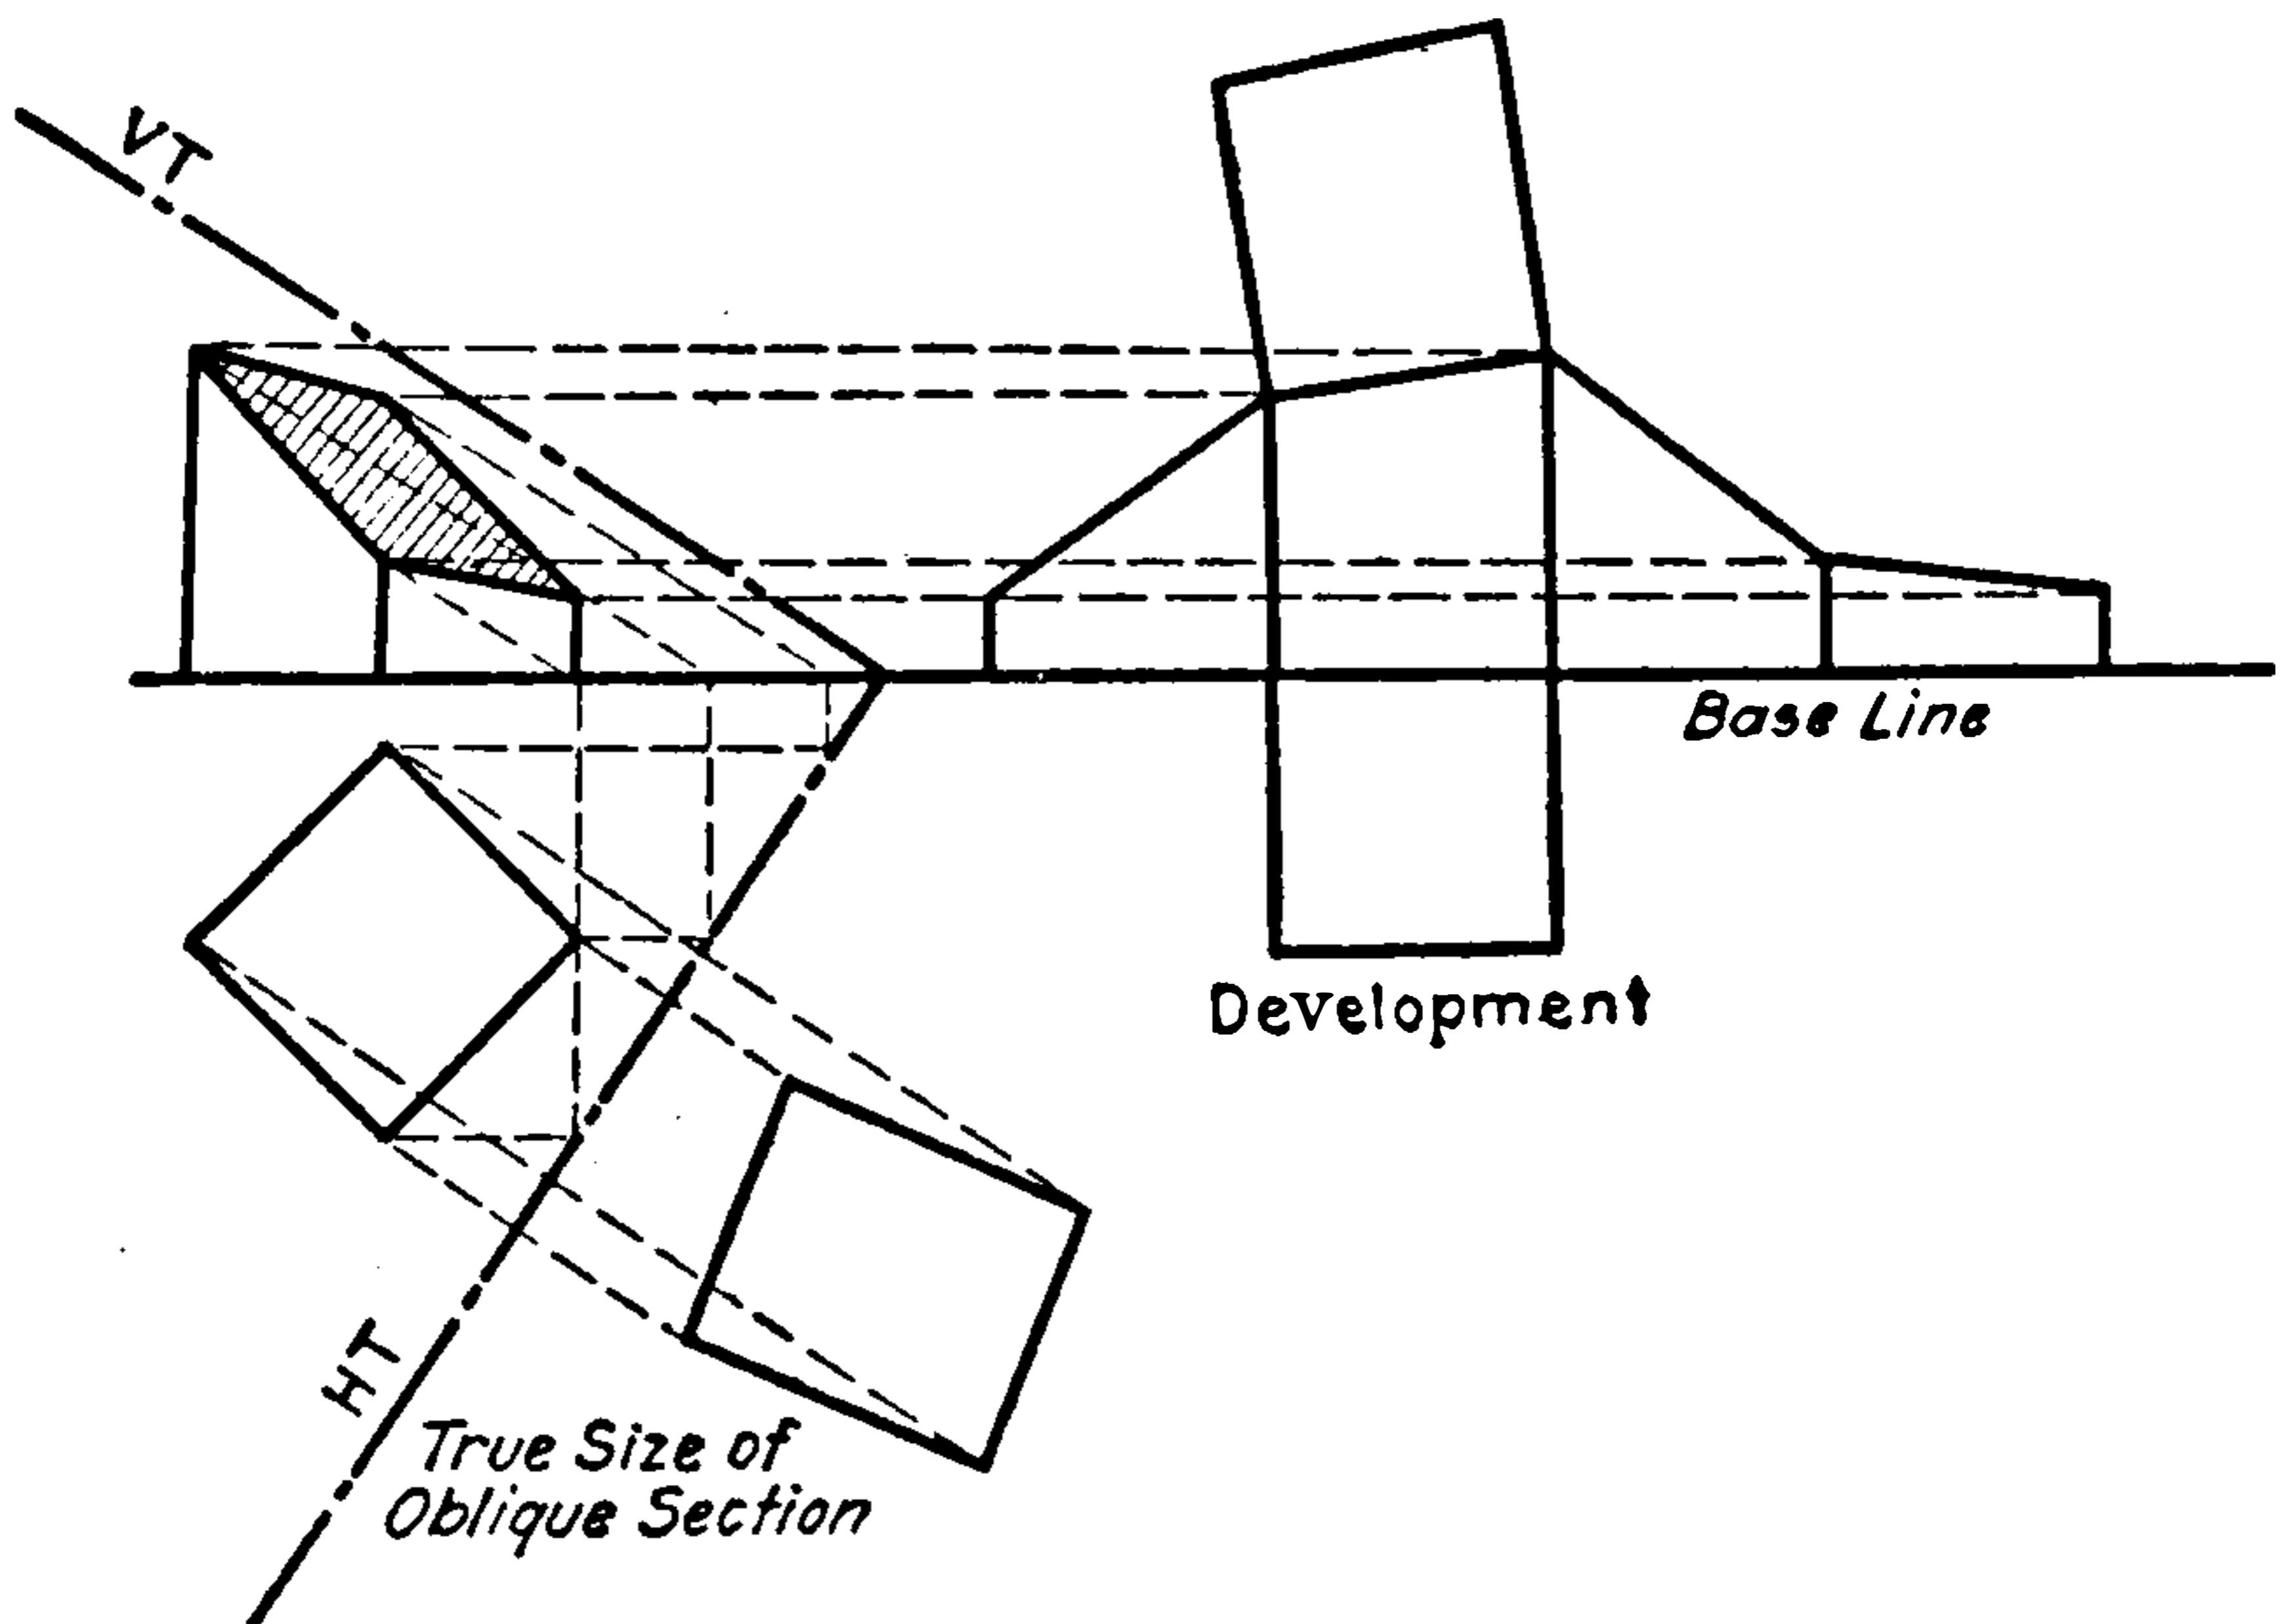 VT
Base Line
Development
HT
True Size of
Oblique Section